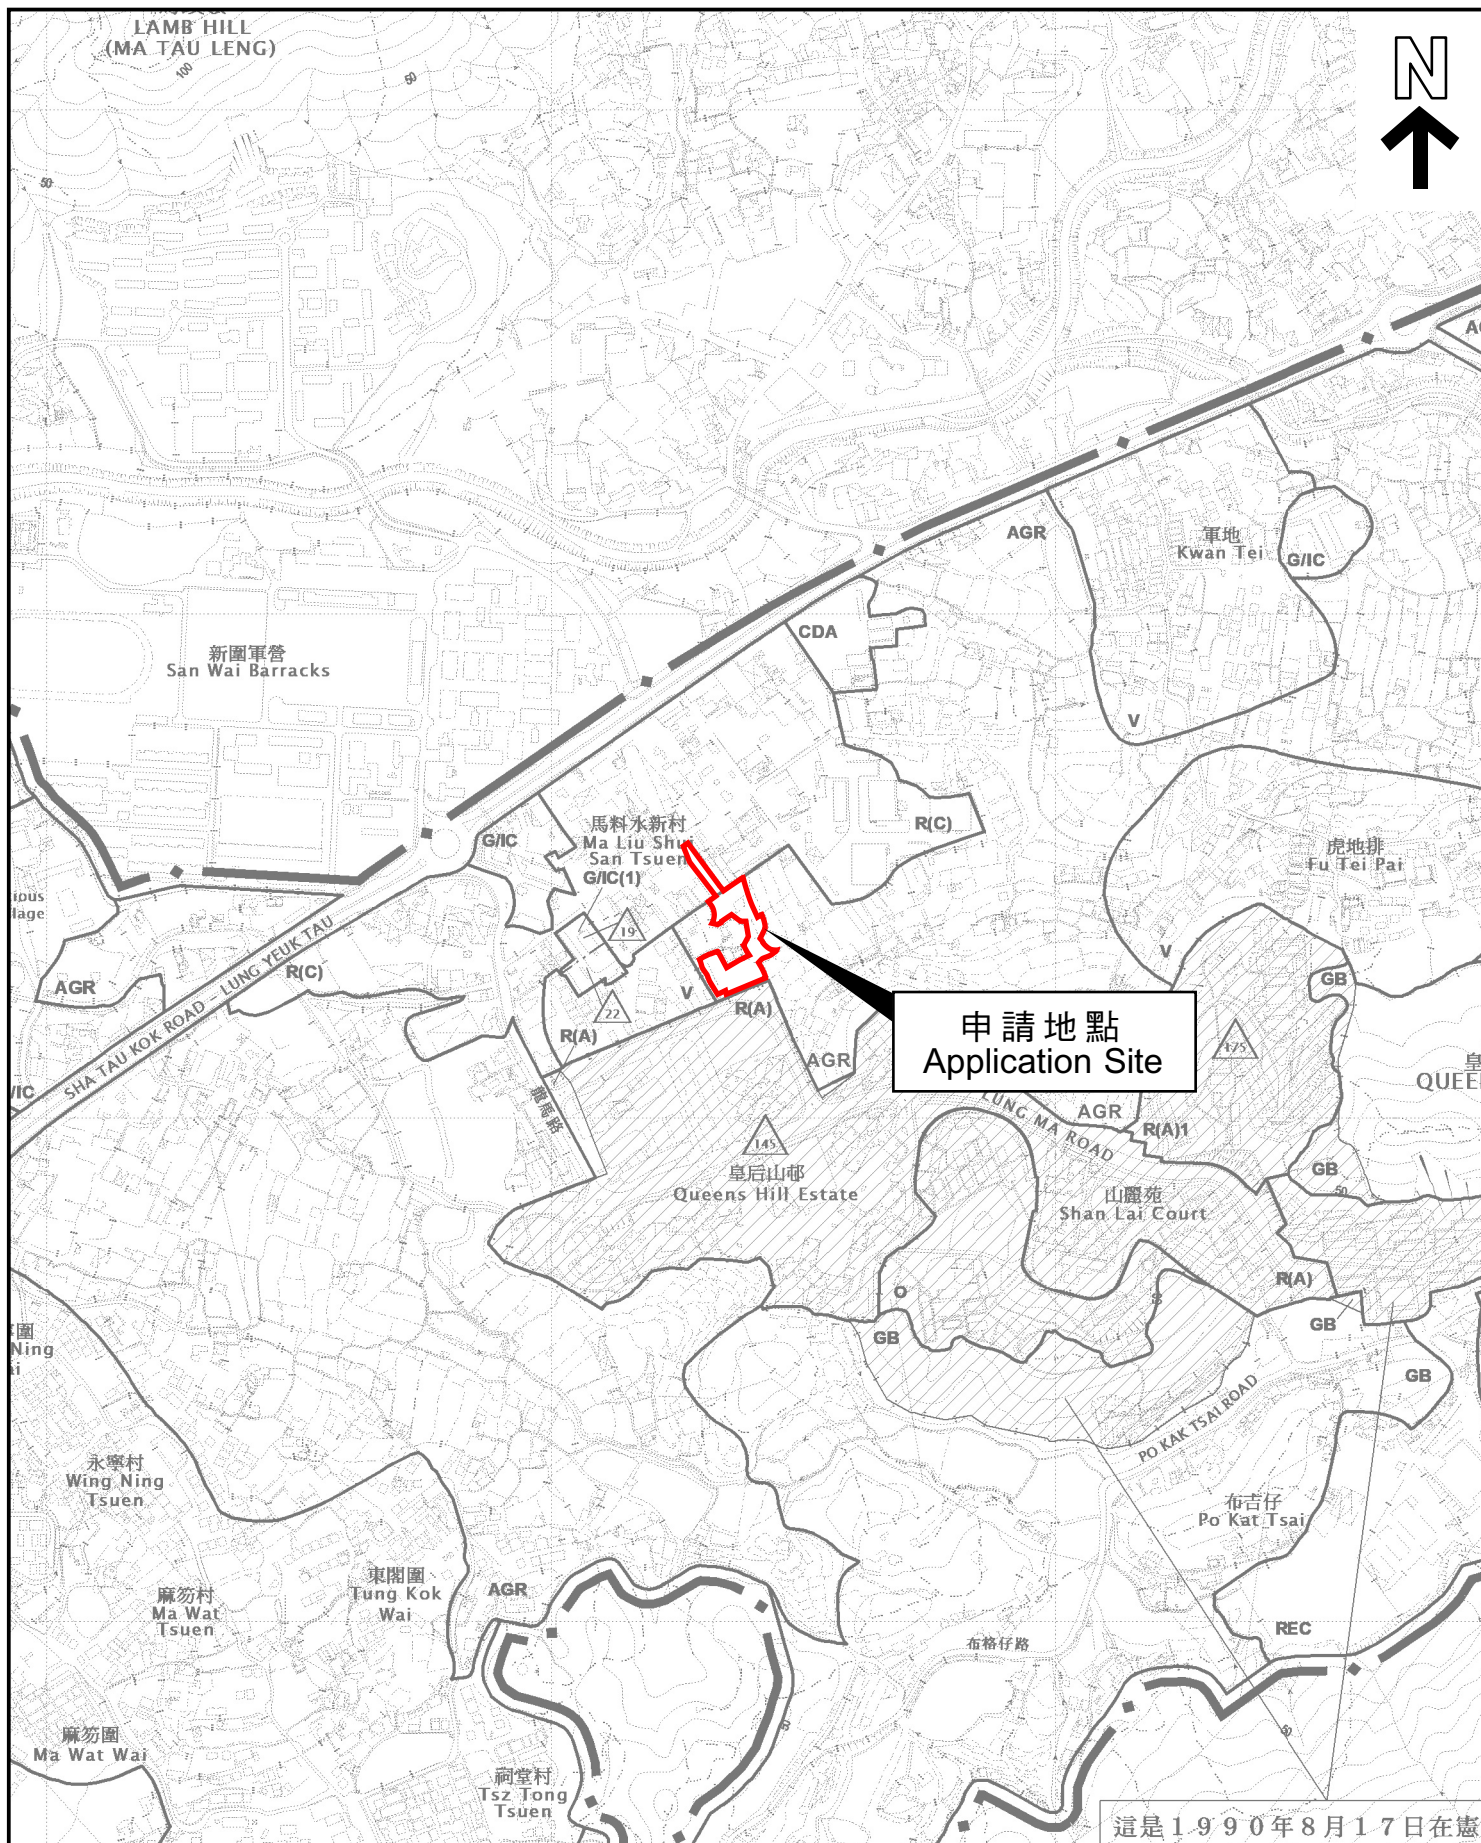 LAMB HILL
(MA TAU LENG)
100
50
50
N
AGR
軍地
Kwan Tei
G/IC
CDA
新圍軍營
San Wai Barracks
V
馬料水新村
Ma Liu Shui
San Tsuen
G/IC(1)
G/IC
R(C)
虎地排
Fu Tei Pai
19
V
GB
AGR
R(C)
SHA TAU KOK ROAD - LUNG YEUK TAU
22
V
R(A)
R(A)
申請地點
Application Site
175
AGR
龍馬路
LUNG MA ROAD
AGR
R(A)1
145
皇后山邨
Queens Hill Estate
山麗苑
Shan Lai Court
GB
50
R(A)
O
GB
GB
GB
PO KAK TSAI ROAD
永寧村
Wing Ning
Tsuen
布吉仔
Po Kat Tsai
東閣圍
Tung Kok
Wai
AGR
麻笏村
Ma Wat
Tsuen
REC
布格仔路
50
麻笏圍
Ma Wat Wai
祠堂村
Tsz Tong
Tsuen
這是1990年8月17日在憲